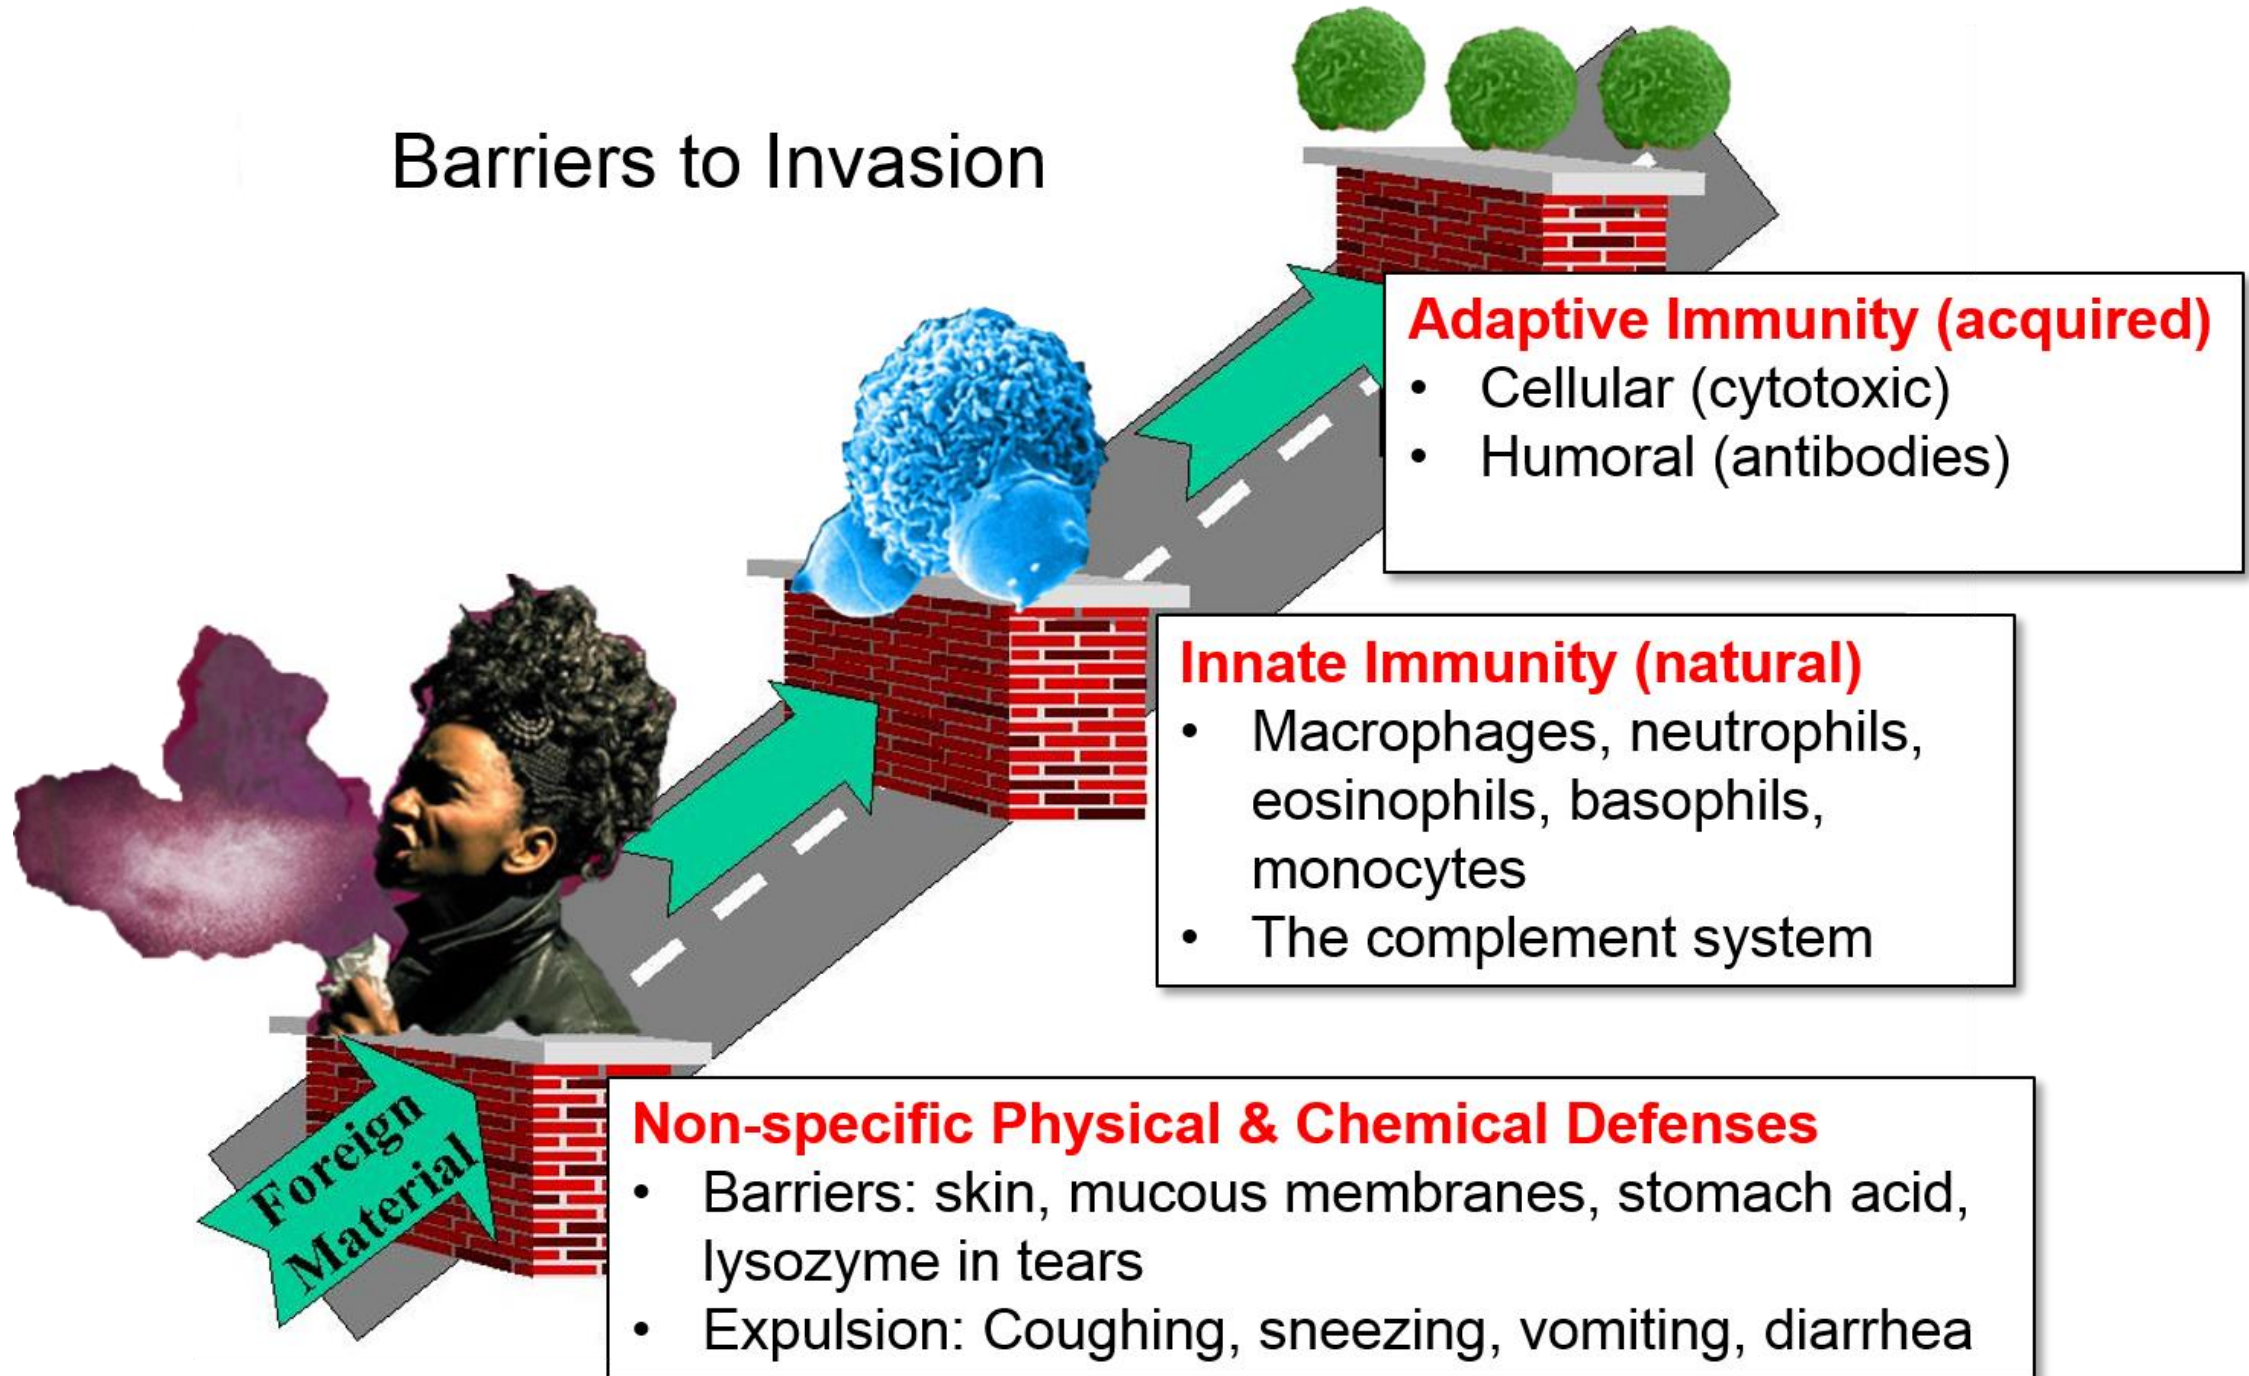 Barriers to Invasion
Adaptive Immunity (acquired)
• Cellular (cytotoxic)
• Humoral (antibodies)
Innate Immunity (natural)
• Macrophages, neutrophils,
eosinophils, basophils,
monocytes
• The complement system
Foreign
Material
Non-specific Physical & Chemical Defenses
• Barriers: skin, mucous membranes, stomach acid,
lysozyme in tears
• Expulsion: Coughing, sneezing, vomiting, diarrhea